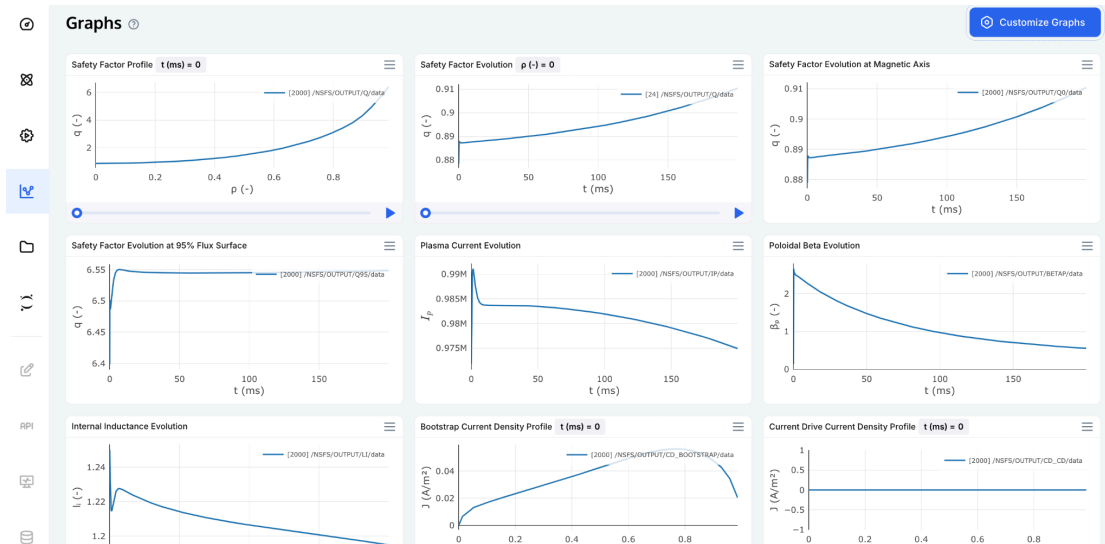 Graphs
Customize Graphs
Safety Factor Profile t (ms) = 0
[2000] /NSFS/OUTPUT/Q/data
q (-)
6
4
2
0 0.2 0.4 0.6 0.8
ρ (-)
Safety Factor Evolution ρ (-) = 0
[24] /NSFS/OUTPUT/Q/data
q (-)
0.91
0.9
0.89
0.88
0 50 100 150
t (ms)
Safety Factor Evolution at Magnetic Axis
[2000] /NSFS/OUTPUT/Q0/data
q (-)
0.91
0.9
0.89
0.88
0 50 100 150
t (ms)
Safety Factor Evolution at 95% Flux Surface
[2000] /NSFS/OUTPUT/Q95/data
q (-)
6.55
6.5
6.45
6.4
0 50 100 150
t (ms)
Plasma Current Evolution
[2000] /NSFS/OUTPUT/IP/data
Iₚ
0.99M
0.985M
0.98M
0.975M
0 50 100 150
t (ms)
Poloidal Beta Evolution
[2000] /NSFS/OUTPUT/BETAP/data
βₚ (-)
2
1
0
0 50 100 150
t (ms)
API
Internal Inductance Evolution
[2000] /NSFS/OUTPUT/LI/data
lᵢ (-)
1.24
1.22
1.2
Bootstrap Current Density Profile t (ms) = 0
[2000] /NSFS/OUTPUT/CD_BOOTSTRAP/data
J (A/m²)
0.04
0.02
0
0 0.2 0.4 0.6 0.8
Current Drive Current Density Profile t (ms) = 0
[2000] /NSFS/OUTPUT/CD_CD/data
J (A/m²)
1
0.5
0
−0.5
−1
0 0.2 0.4 0.6 0.8